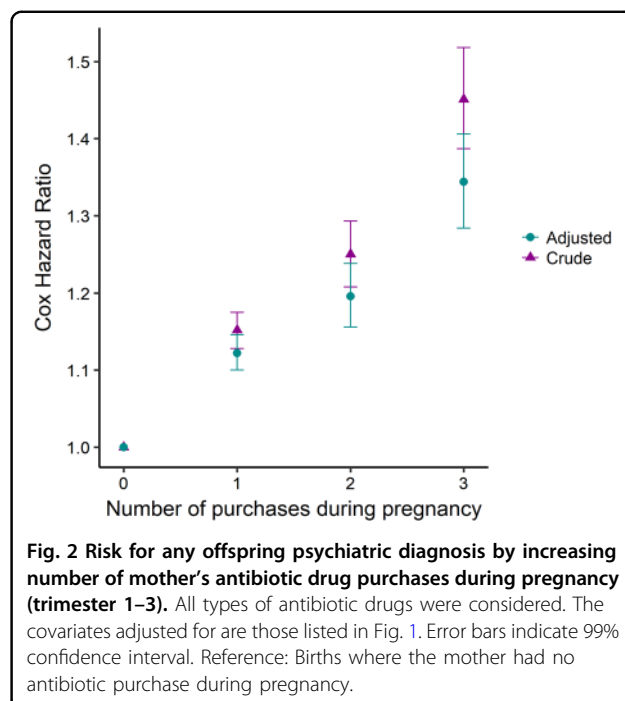 1.5
1.4
1.3
1.2
1.1
1.0
Cox Hazard Ratio
0 1 2 3
Number of purchases during pregnancy
Adjusted
Crude
Fig. 2 Risk for any offspring psychiatric diagnosis by increasing
number of mother’s antibiotic drug purchases during pregnancy
(trimester 1–3). All types of antibiotic drugs were considered. The
covariates adjusted for are those listed in Fig. 1. Error bars indicate 99%
confidence interval. Reference: Births where the mother had no
antibiotic purchase during pregnancy.